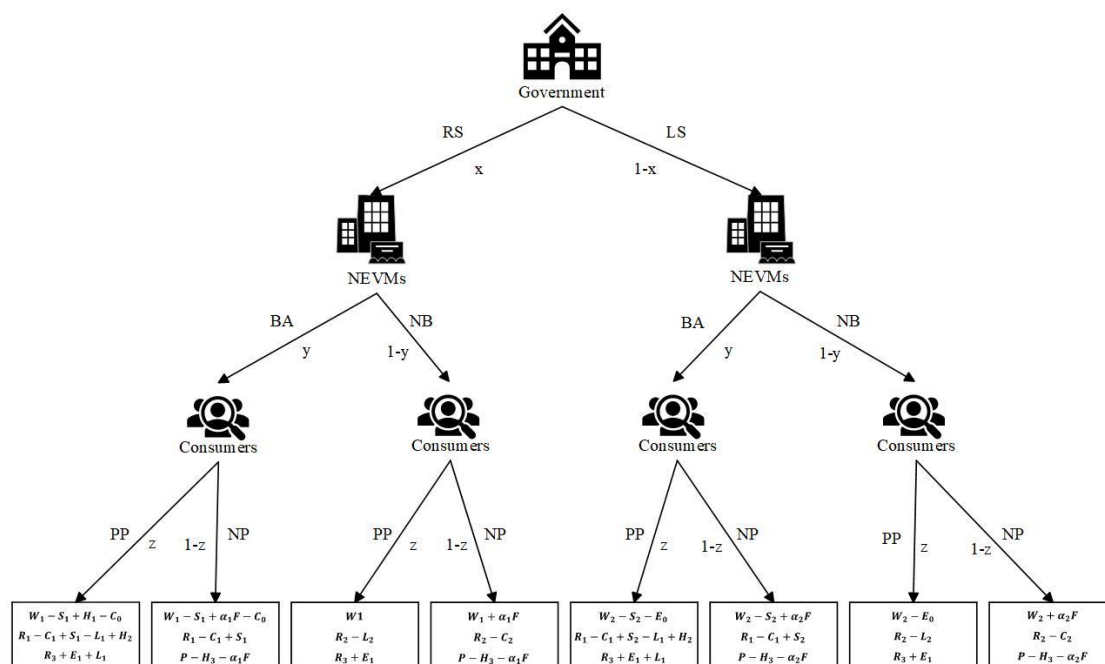 Government
RS LS
x 1-x
NEVMs NEVMs
BA NB BA NB
y 1-y y 1-y
Consumers Consumers Consumers Consumers
PP NP PP NP PP NP PP NP
z 1-z z 1-z z 1-z z 1-z
W₁ − S₁ + H₁ − C₀
R₁ − C₁ + S₁ − L₁ + H₂
R₃ + E₁ + L₁
W₁ − S₁ + α₁F − C₀
R₁ − C₁ + S₁
P − H₃ − α₁F
W1
R₂ − L₂
R₃ + E₁
W₁ + α₁F
R₂ − C₂
P − H₃ − α₁F
W₂ − S₂ − E₀
R₁ − C₁ + S₂ − L₁ + H₂
R₃ + E₁ + L₁
W₂ − S₂ + α₂F
R₁ − C₁ + S₂
P − H₃ − α₂F
W₂ − E₀
R₂ − L₂
R₃ + E₁
W₂ + α₂F
R₂ − C₂
P − H₃ − α₂F